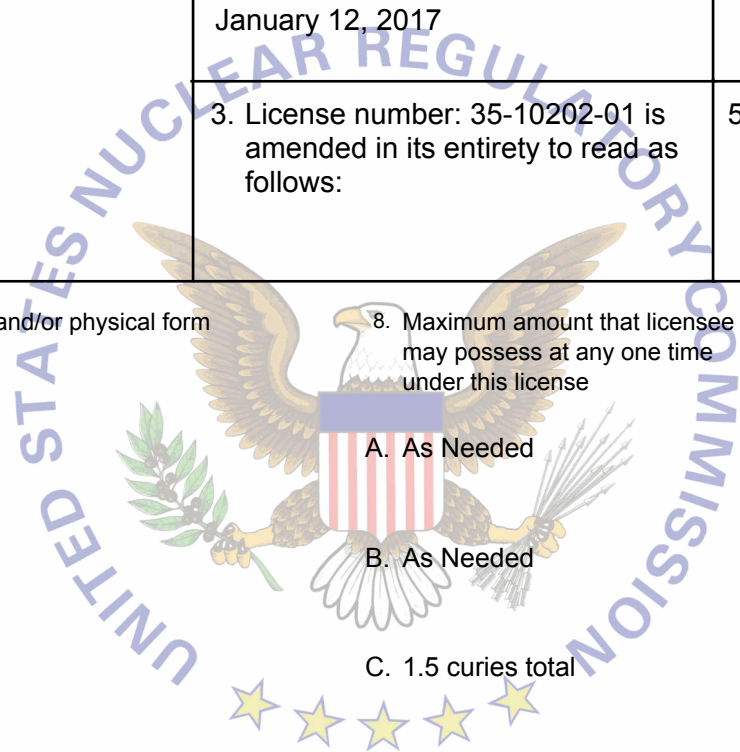 January 12, 2017
3. License number: 35-10202-01 is
amended in its entirety to read as
follows:
5
and/or physical form
8. Maximum amount that licensee
may possess at any one time
under this license
A. As Needed
B. As Needed
C. 1.5 curies total
UNITED STATES NUCLEAR REGULATORY COMMISSION